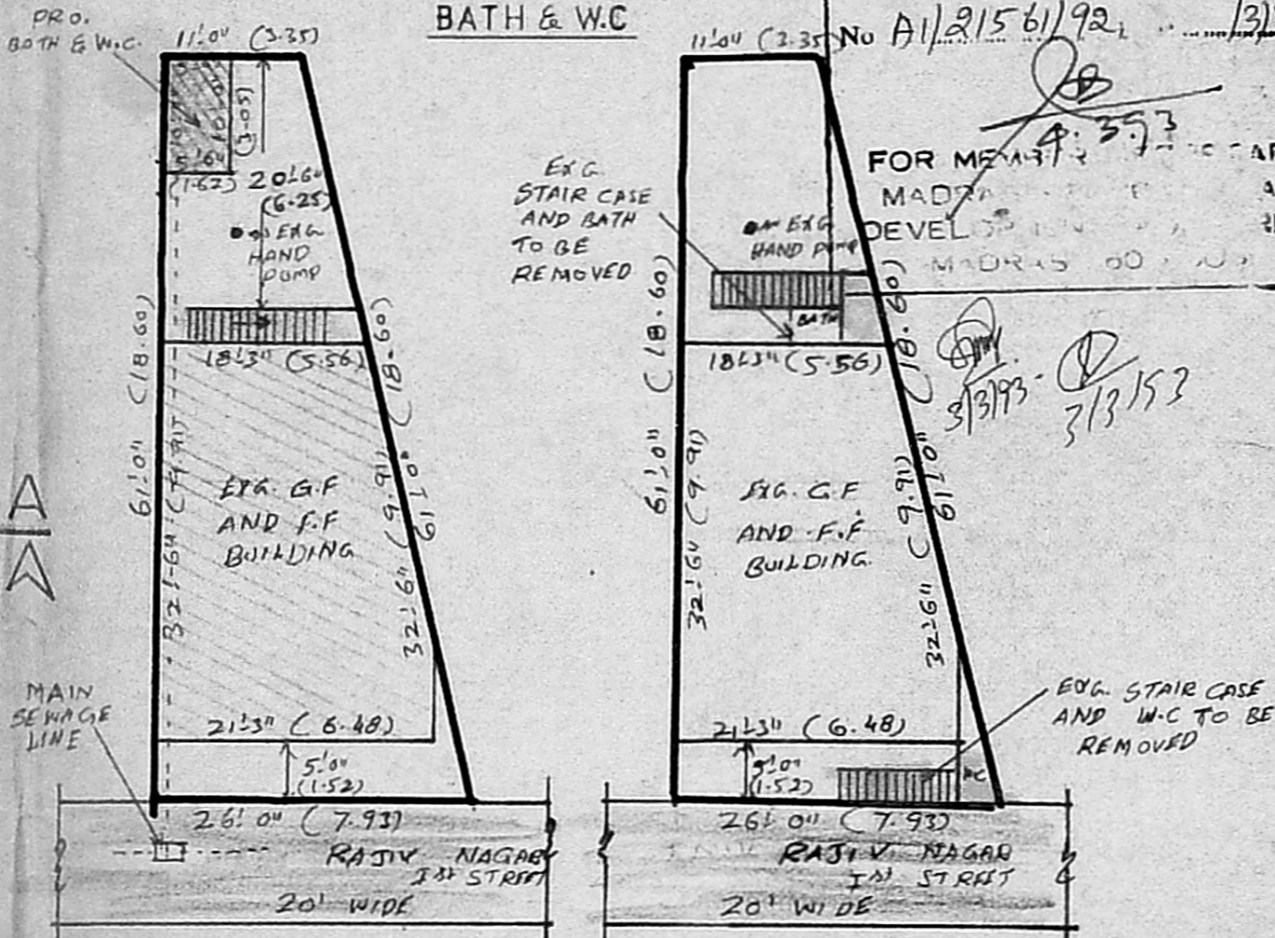 BATH & W.C
No A1/21561/92,
PRO.
BATH & W.C.
11'-0" (3.35)
(3.05)
5'6"
(1.62)
20'6"
(6.25)
EXG
HAND
PUMP
18'-3" (5.56)
61'-0" (18.60)
32'-6" (9.91)
EXG. G.F
AND F.F
BUILDING
32'-6" (9.91)
61'-0" (18.60)
MAIN
SEWAGE
LINE
21'-3" (6.48)
5'-0"
(1.52)
26'-0" (7.93)
RAJIV NAGAR
Ist STREET
20' WIDE
11'-0" (3.35)
EXG.
STAIR CASE
AND BATH
TO BE
REMOVED
EXG
HAND PUMP
BATH
18'-3" (5.56)
61'-0" (18.60)
32'-6" (9.91)
EXG. G.F
AND F.F
BUILDING.
32'-6" (9.91)
61'-0" (18.60)
21'-3" (6.48)
5'-0"
(1.52)
W.C
EXG. STAIR CASE
AND W.C TO BE
REMOVED
26'-0" (7.93)
RAJIV NAGAR
Ist STREET
20' WIDE
4.3.93
FOR
MADRAS
3/3/93
3/3/93